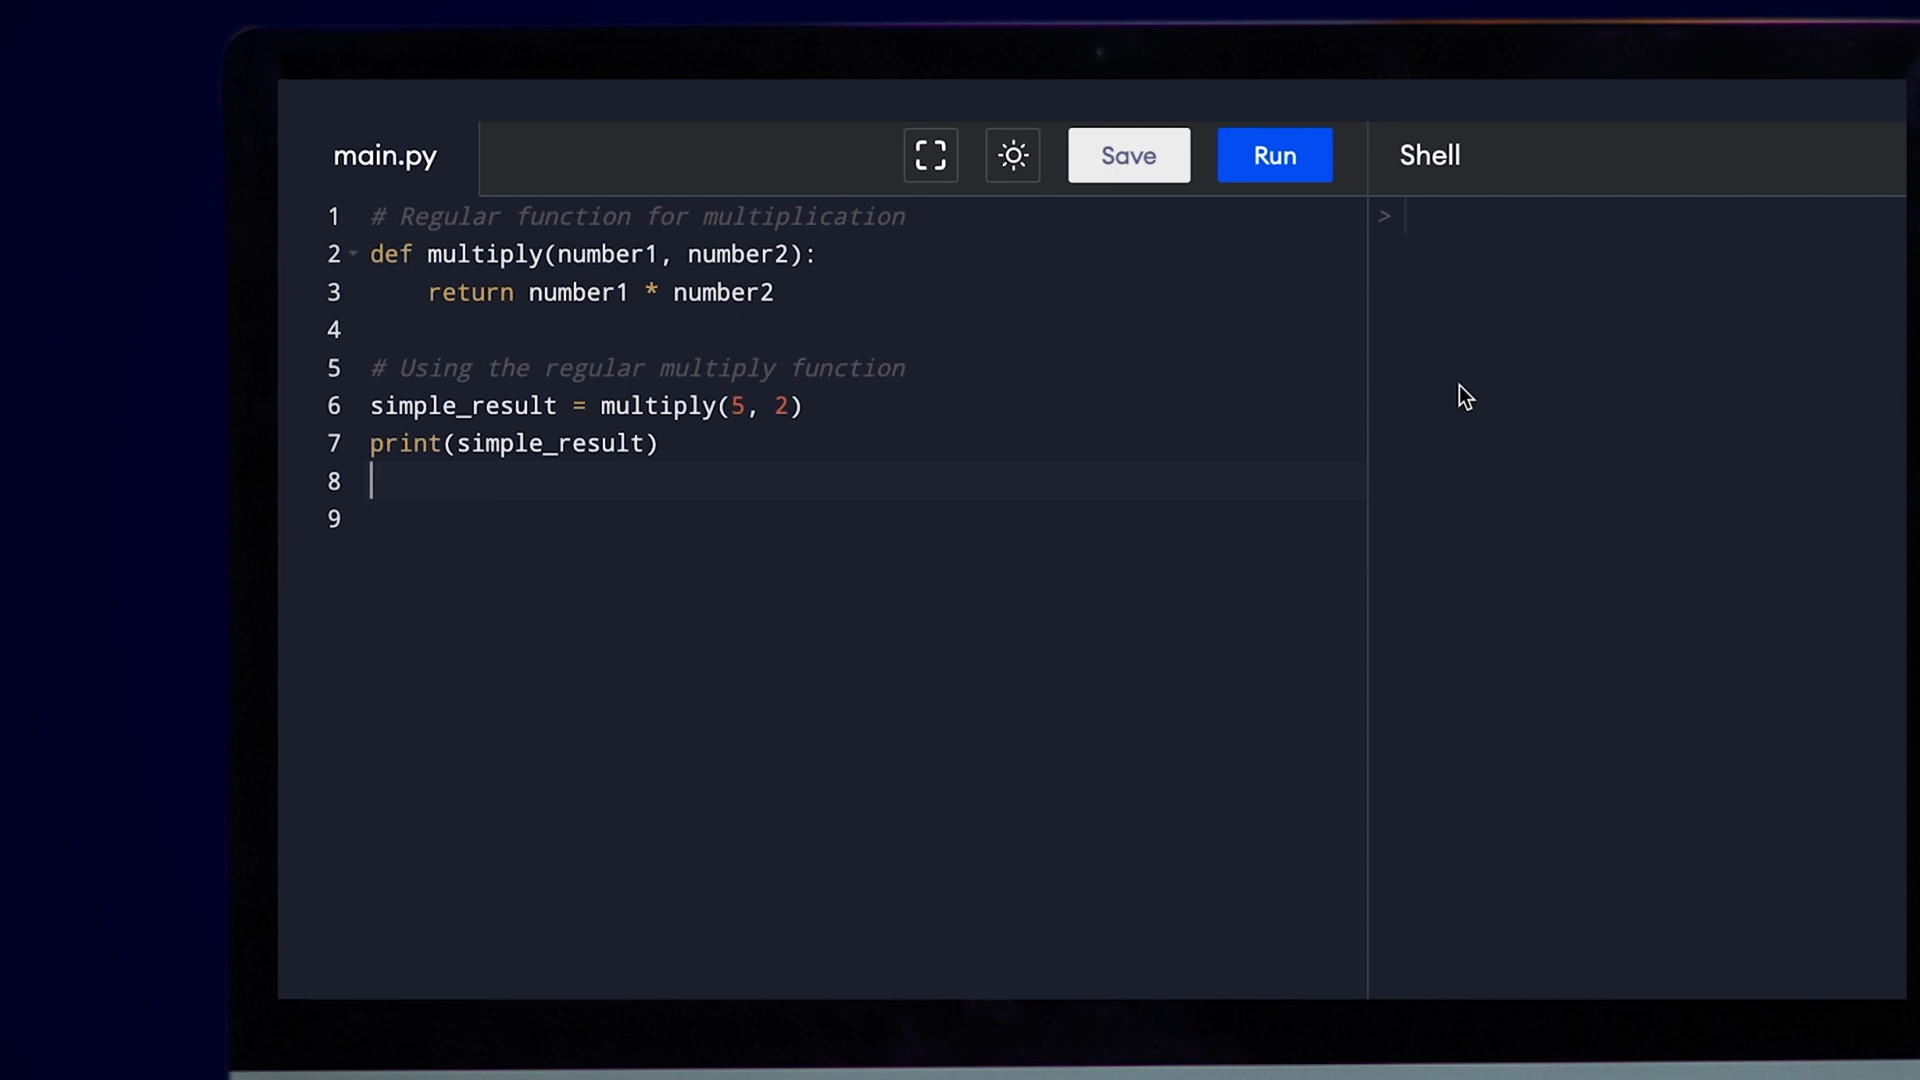 main.py
Save
Run
Shell
1 # Regular function for multiplication
2 def multiply(number1, number2):
3     return number1 * number2
4
5 # Using the regular multiply function
6 simple_result = multiply(5, 2)
7 print(simple_result)
8
9
>